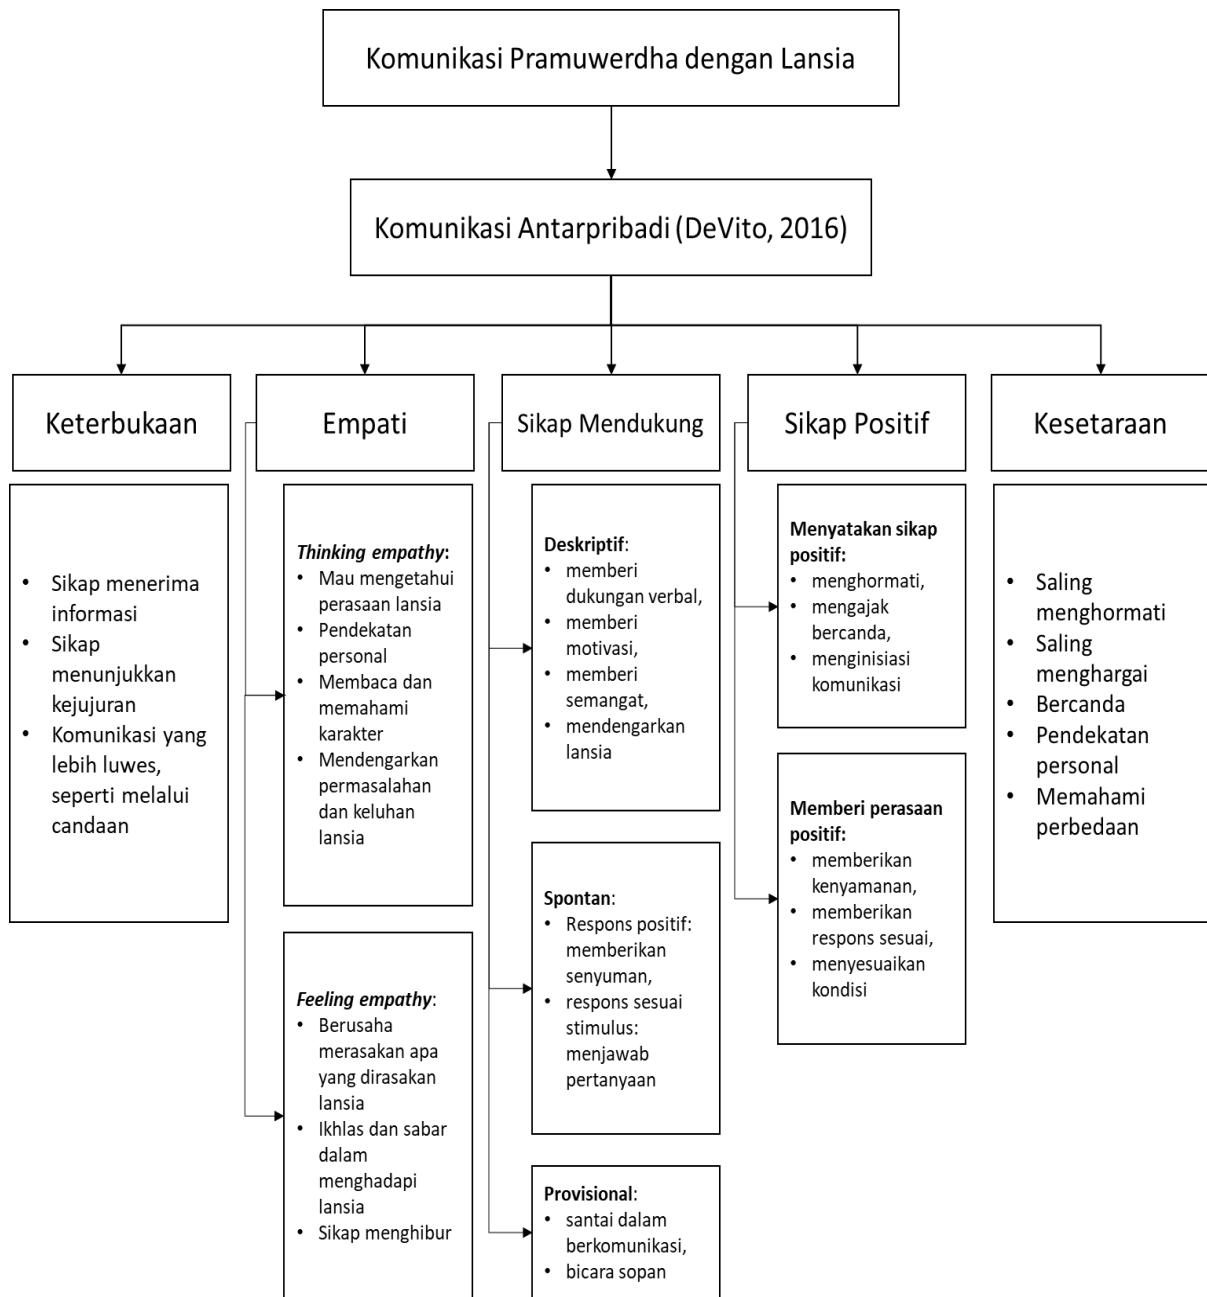 Komunikasi Pramuwerdha dengan Lansia
Komunikasi Antarpribadi (DeVito, 2016)
Keterbukaan
• Sikap menerima
informasi
• Sikap
menunjukkan
kejujuran
• Komunikasi yang
lebih luwes,
seperti melalui
candaan
Empati
Thinking empathy:
• Mau mengetahui
perasaan lansia
• Pendekatan
personal
• Membaca dan
memahami
karakter
• Mendengarkan
permasalahan
dan keluhan
lansia
Feeling empathy:
• Berusaha
merasakan apa
yang dirasakan
lansia
• Ikhlas dan sabar
dalam
menghadapi
lansia
• Sikap menghibur
Sikap Mendukung
Deskriptif:
• memberi
dukungan verbal,
• memberi
motivasi,
• memberi
semangat,
• mendengarkan
lansia
Spontan:
• Respons positif:
memberikan
senyuman,
• respons sesuai
stimulus:
menjawab
pertanyaan
Provisional:
• santai dalam
berkomunikasi,
• bicara sopan
Sikap Positif
Menyatakan sikap
positif:
• menghormati,
• mengajak
bercanda,
• menginisiasi
komunikasi
Memberi perasaan
positif:
• memberikan
kenyamanan,
• memberikan
respons sesuai,
• menyesuaikan
kondisi
Kesetaraan
• Saling
menghormati
• Saling
menghargai
• Bercanda
• Pendekatan
personal
• Memahami
perbedaan